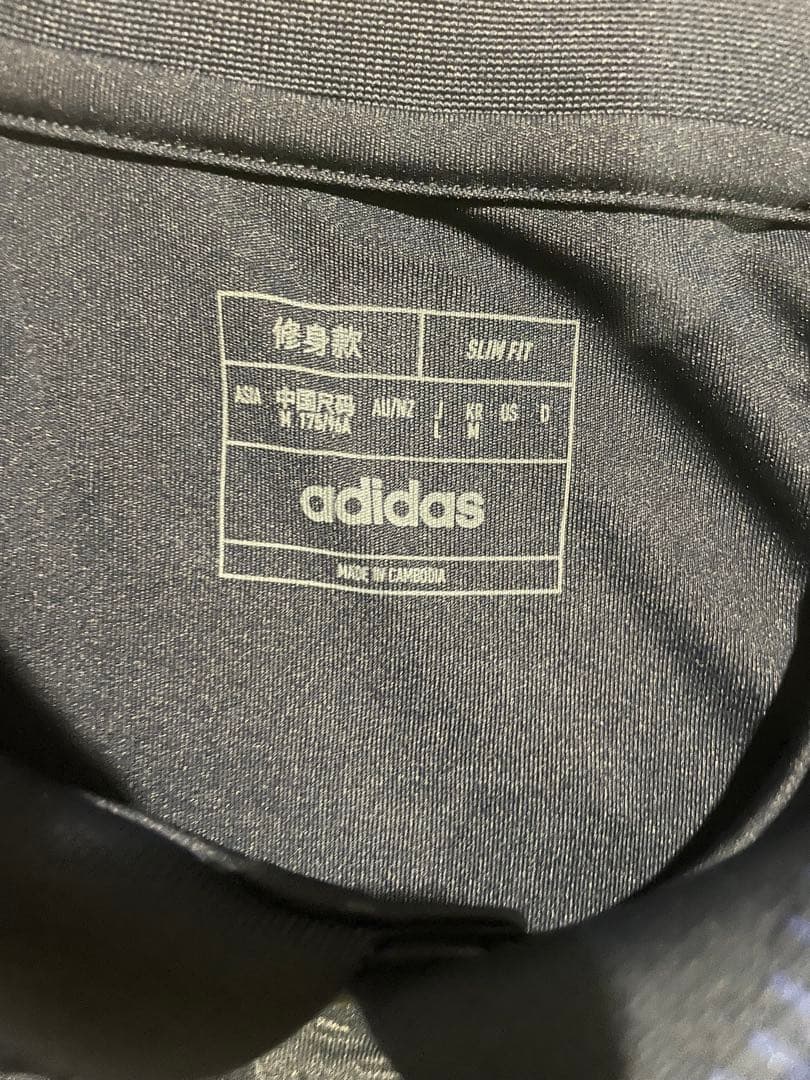 修身款 SLIM FIT
ASIA 中国尺码 AU/NZ J KR US D
M 175/96A L M
adidas
MADE IN CAMBODIA